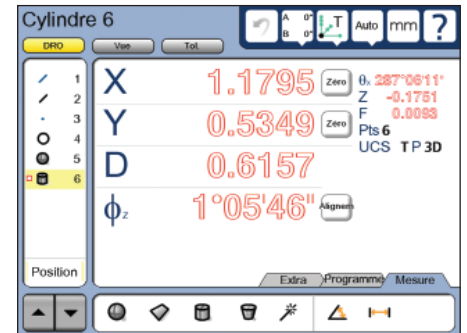 Cylindre 6
A 0°
B 0°
T
Auto
mm
?
DRO
Vue
Tol.
1
2
3
4
5
6
Position
X 1.1795 Zero
Y 0.5349 Zero
D 0.6157
ϕz 1°05'46"
θx 287°06'11"
Z -0.1751
F 0.0093
Pts 6
UCS T P 3D
Extra Programme Mesure